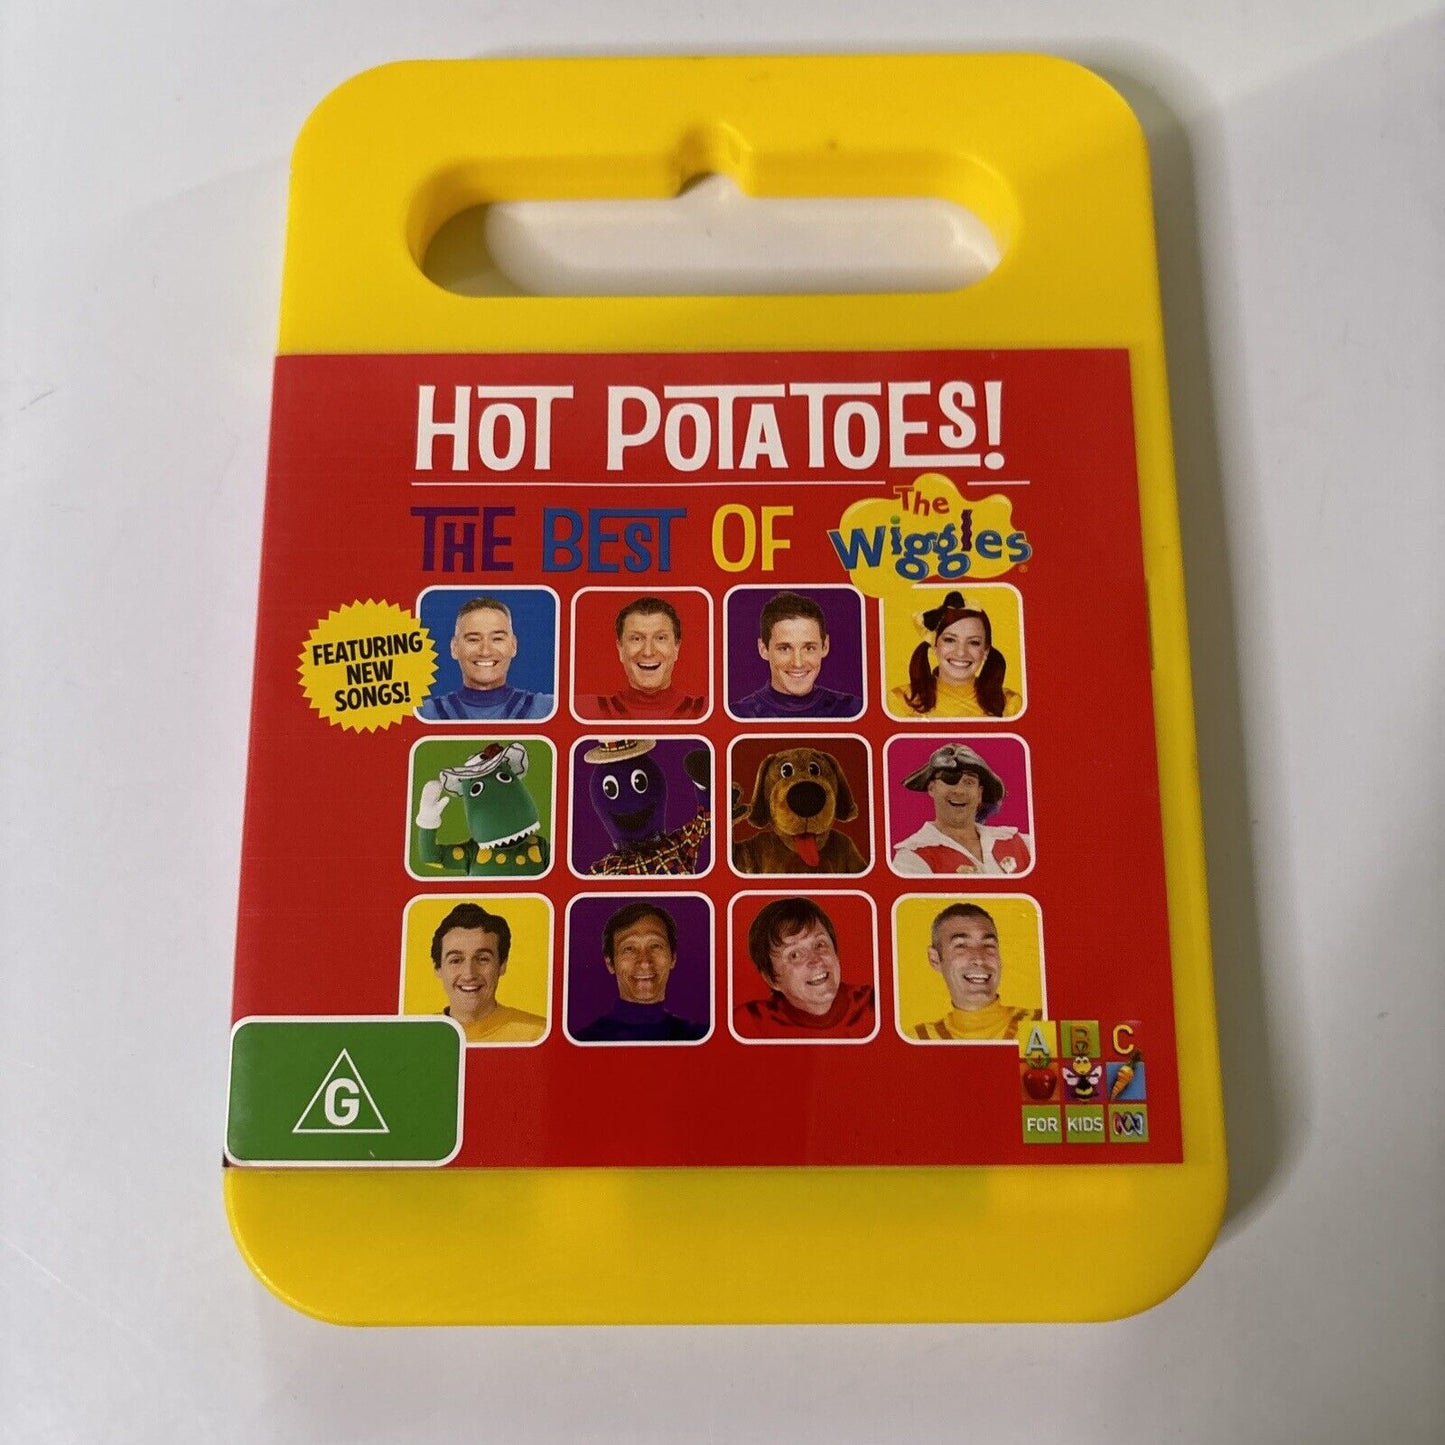 HOT POTATOES!
THE BEST OF The Wiggles®
FEATURING
NEW
SONGS!
G
A B C
FOR KIDS